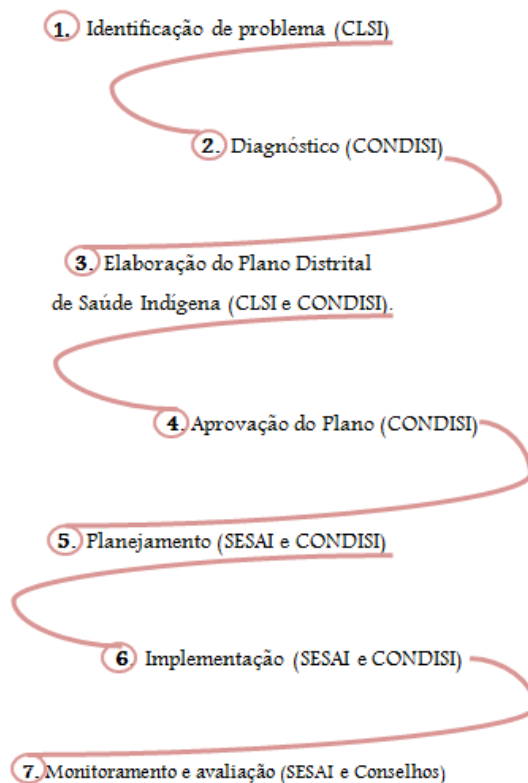 1. Identificação de problema (CLSI)
2. Diagnóstico (CONDISI)
3. Elaboração do Plano Distrital
de Saúde Indígena (CLSI e CONDISI).
4. Aprovação do Plano (CONDISI)
5. Planejamento (SESAI e CONDISI)
6 Implementação (SESAI e CONDISI)
7. Monitoramento e avaliação (SESAI e Conselhos)